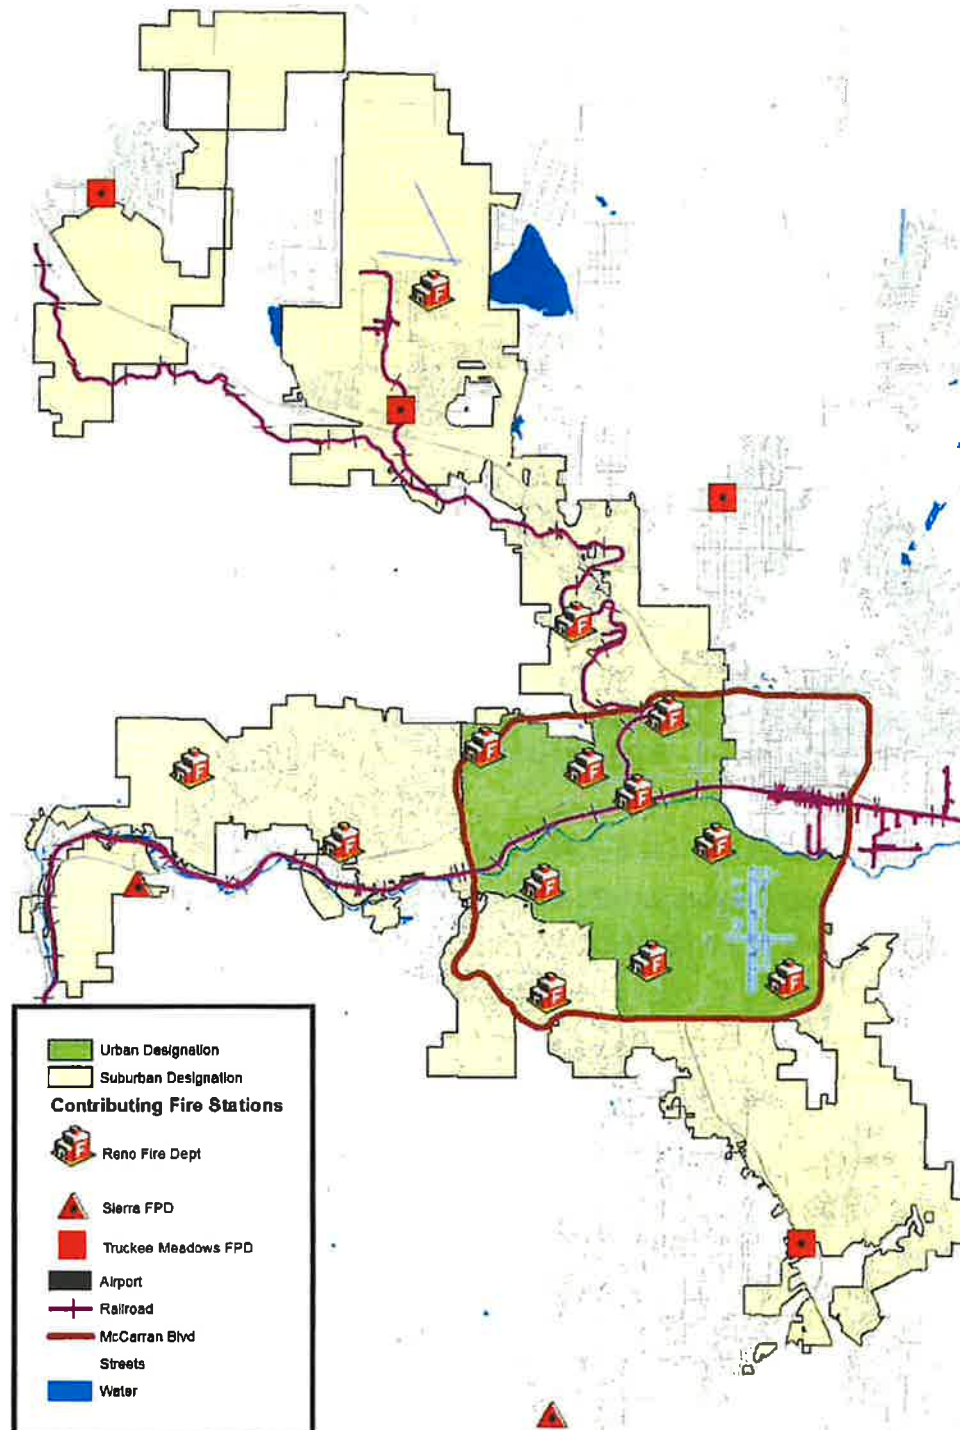 Urban Designation
Suburban Designation
Contributing Fire Stations
Reno Fire Dept
Sierra FPD
Truckee Meadows FPD
Airport
Railroad
McCarran Blvd
Streets
Water